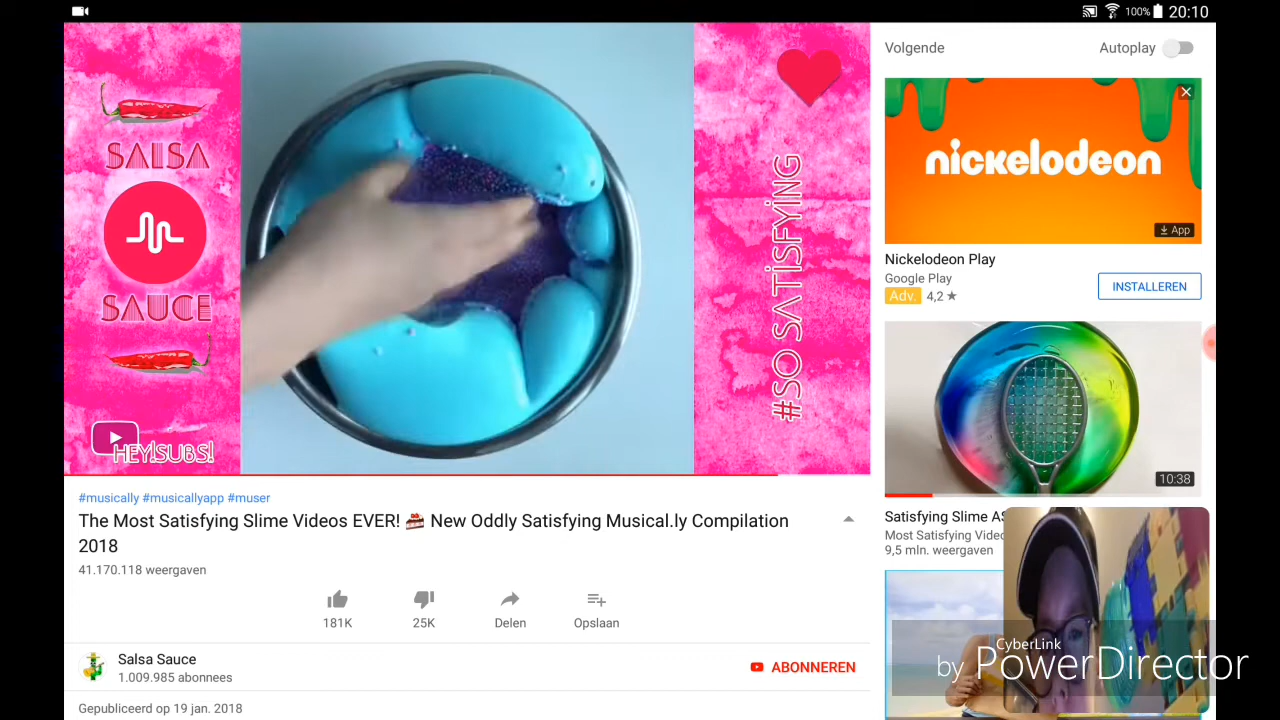 100% 20:10
SALSA
SAUCE
HEY!SUBS!
#SO SATISFYING
#musically #musicallyapp #muser
The Most Satisfying Slime Videos EVER! 🍰 New Oddly Satisfying Musical.ly Compilation
2018
41.170.118 weergaven
181K
25K
Delen
Opslaan
Salsa Sauce
1.009.985 abonnees
ABONNEREN
Gepubliceerd op 19 jan. 2018
Volgende
Autoplay
nickelodeon
App
Nickelodeon Play
Google Play
Adv. 4,2 ★
INSTALLEREN
10:38
Satisfying Slime AS
Most Satisfying Video
9,5 mln. weergaven
CyberLink
by PowerDirector